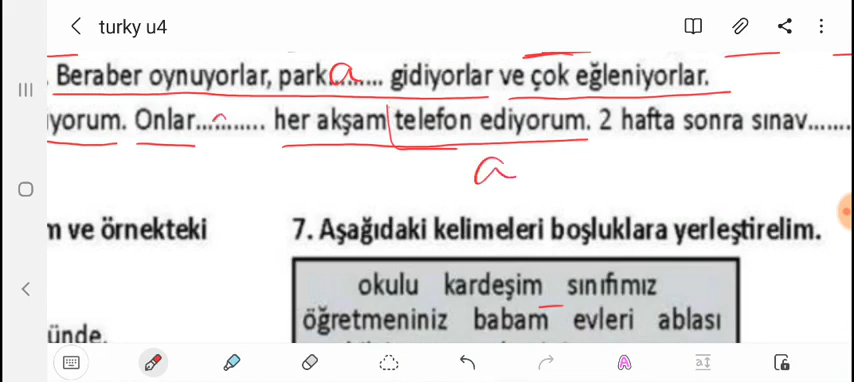 turky u4
Beraber oynuyorlar, park a ........ gidiyorlar ve çok eğleniyorlar.
ıyorum. Onlar........... her akşam telefon ediyorum. 2 hafta sonra sınav.......
a
m ve örnekteki
7. Aşağıdaki kelimeleri boşluklara yerleştirelim.
okulu kardeşim sınıfımız
öğretmeniniz babam evleri ablası
ünde.